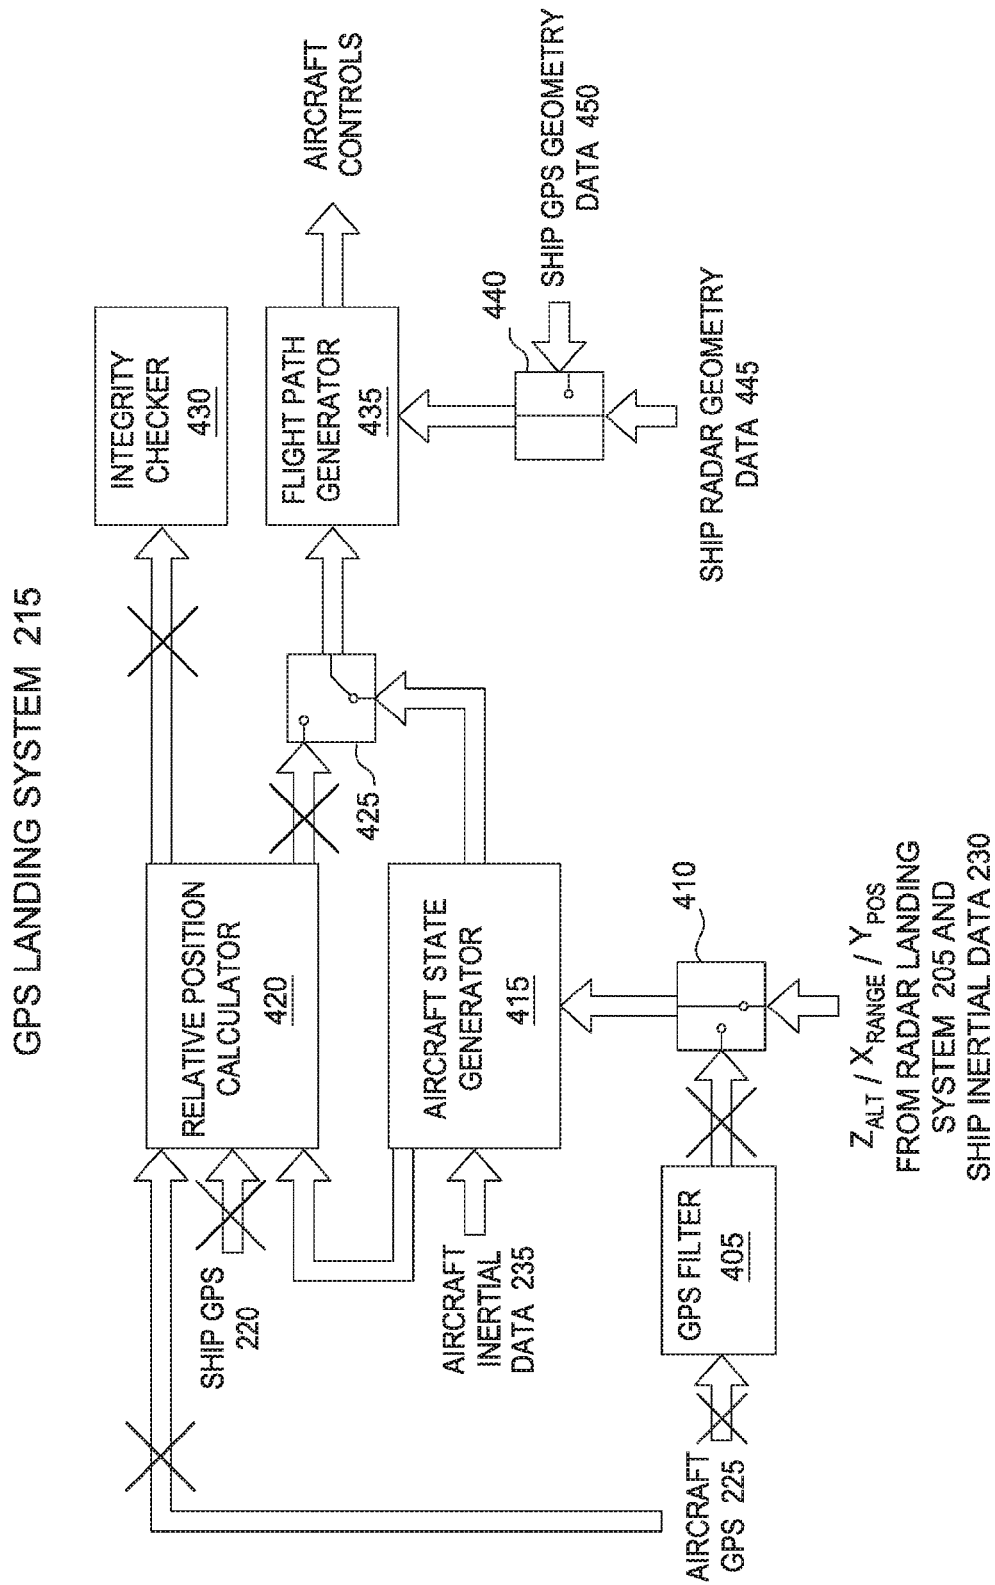 GPS LANDING SYSTEM 215
INTEGRITY
CHECKER
430
RELATIVE POSITION
CALCULATOR
420
SHIP GPS
220
FLIGHT PATH
GENERATOR
435
AIRCRAFT
CONTROLS
425
AIRCRAFT STATE
GENERATOR
415
AIRCRAFT
INERTIAL
DATA 235
440
SHIP GPS GEOMETRY
DATA 450
SHIP RADAR GEOMETRY
DATA 445
410
GPS FILTER
405
AIRCRAFT
GPS 225
Z_ALT / X_RANGE / Y_POS
FROM RADAR LANDING
SYSTEM 205 AND
SHIP INERTIAL DATA 230